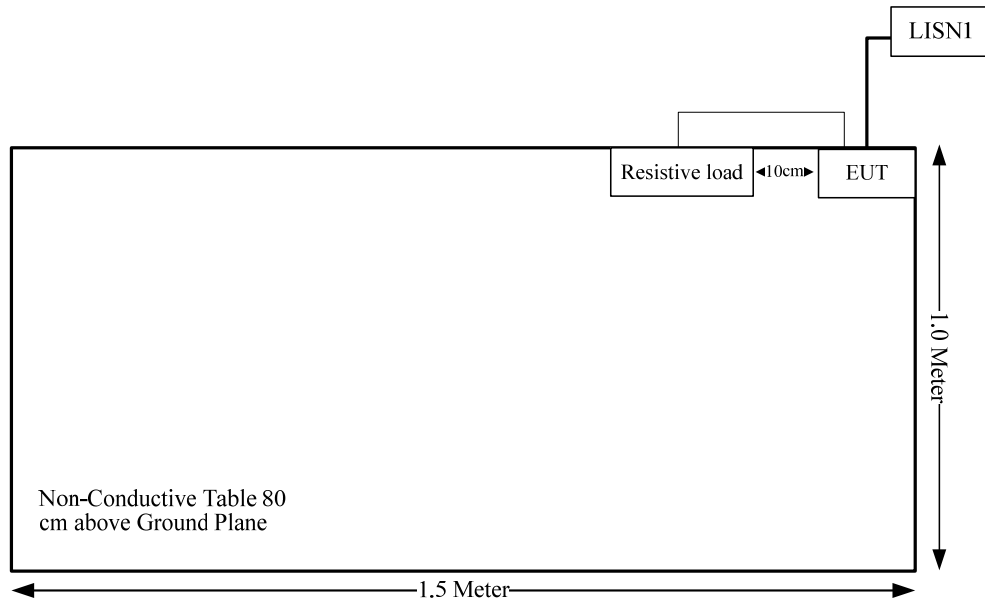 LISN1
Resistive load
10cm
EUT
1.0 Meter
Non-Conductive Table 80
cm above Ground Plane
1.5 Meter